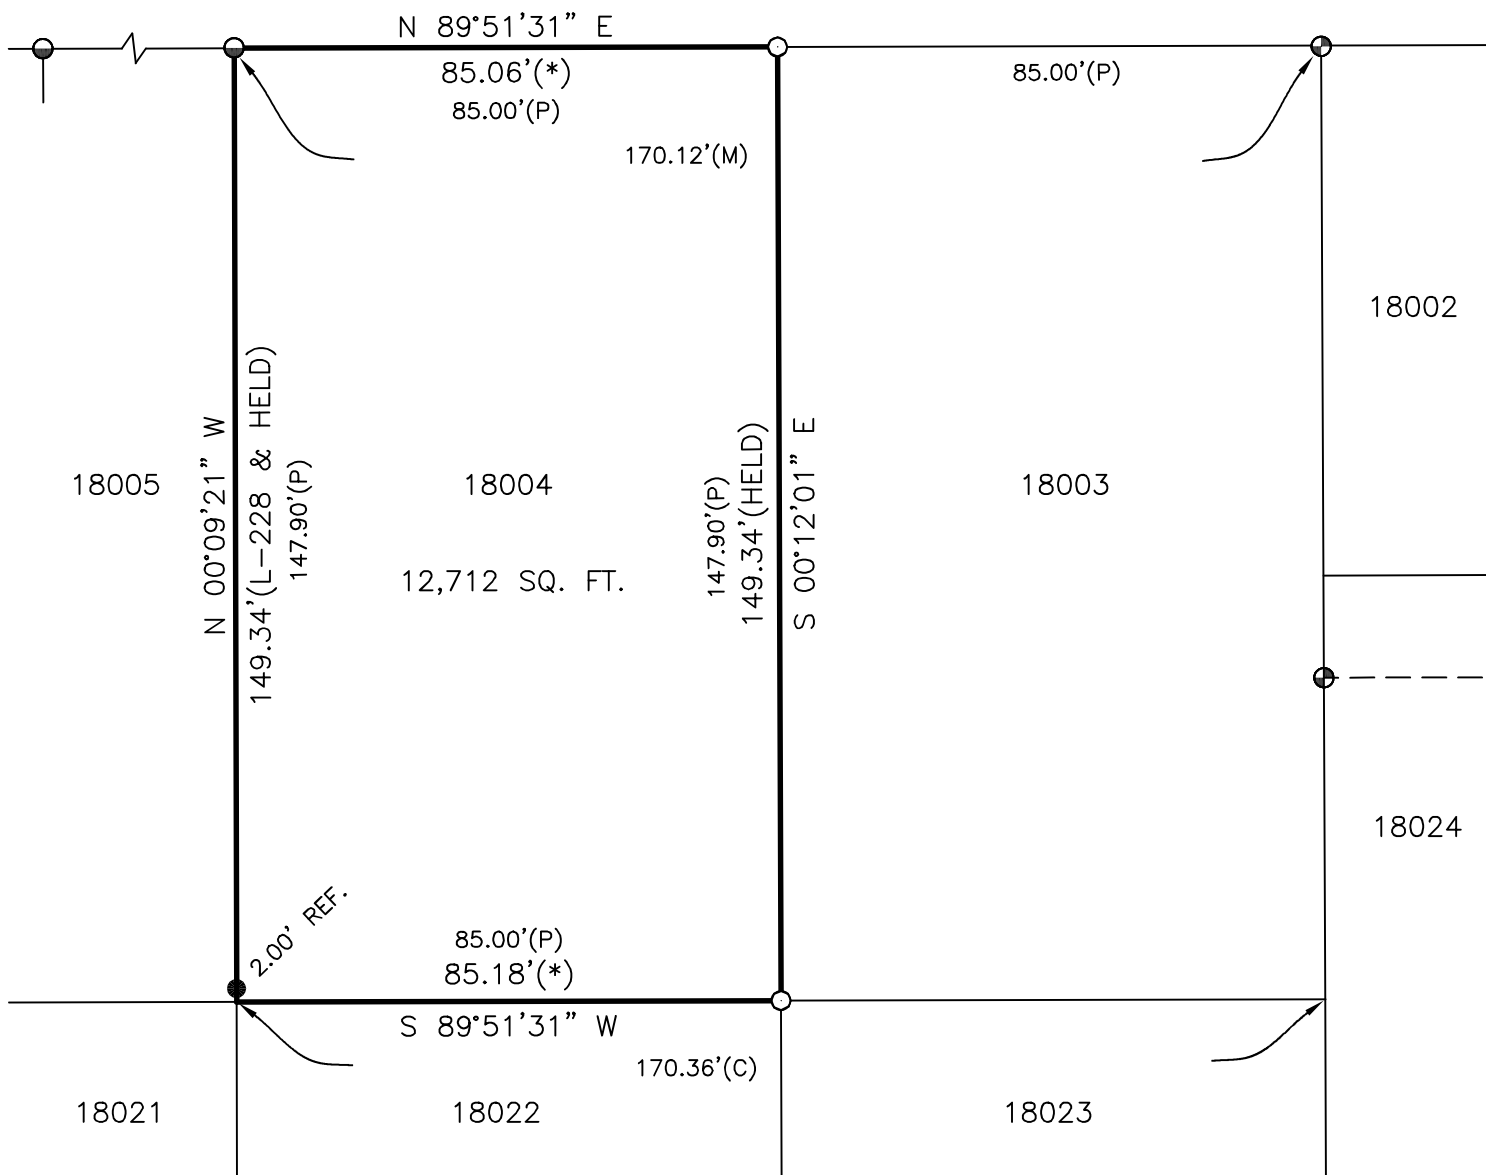 N 89°51'31" E
85.06'(*)
85.00'(P)
85.00'(P)
170.12'(M)
18002
N 00°09'21" W
149.34'(L-228 & HELD)
147.90'(P)
147.90'(P)
149.34'(HELD)
S 00°12'01" E
18005
18004
18003
12,712 SQ. FT.
18024
2.00' REF.
85.00'(P)
85.18'(*)
S 89°51'31" W
170.36'(C)
18021
18022
18023